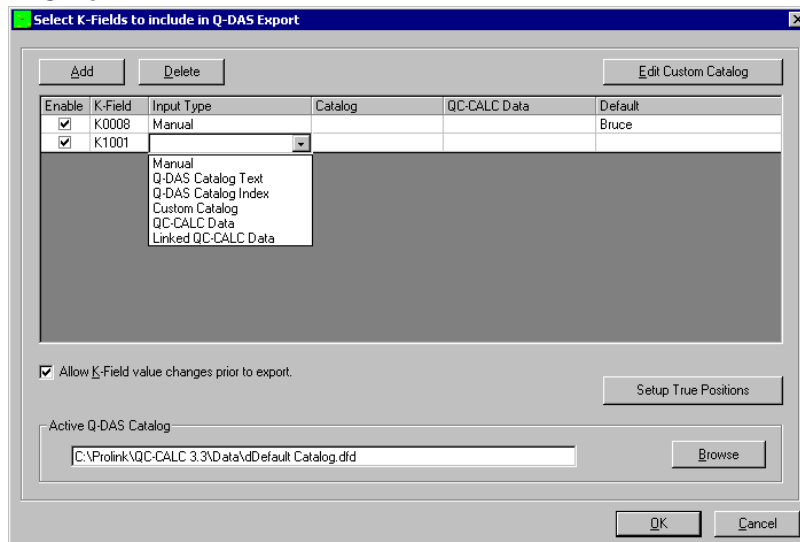 Select K-Fields to include in Q-DAS Export
Add Delete Edit Custom Catalog
Enable K-Field Input Type Catalog QC-CALC Data Default
K0008 Manual Bruce
K1001
Manual
Q-DAS Catalog Text
Q-DAS Catalog Index
Custom Catalog
QC-CALC Data
Linked QC-CALC Data
Allow K-Field value changes prior to export.
Setup True Positions
Active Q-DAS Catalog
C:\Prolink\QC-CALC 3.3\Data\dDefault Catalog.dfd Browse
OK Cancel